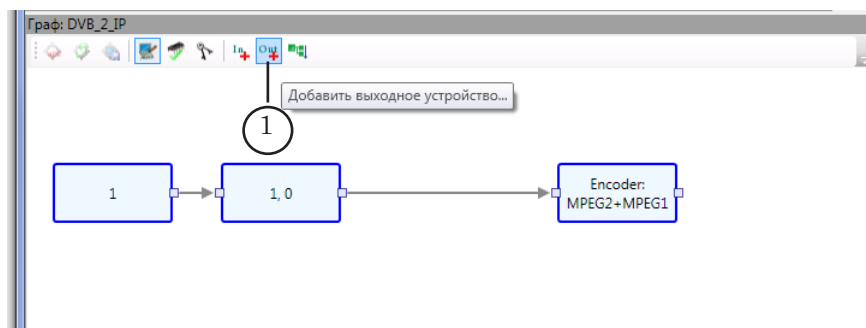 Граф: DVB_2_IP
In Out
Добавить выходное устройство...
1
1
1, 0
Encoder:
MPEG2+MPEG1